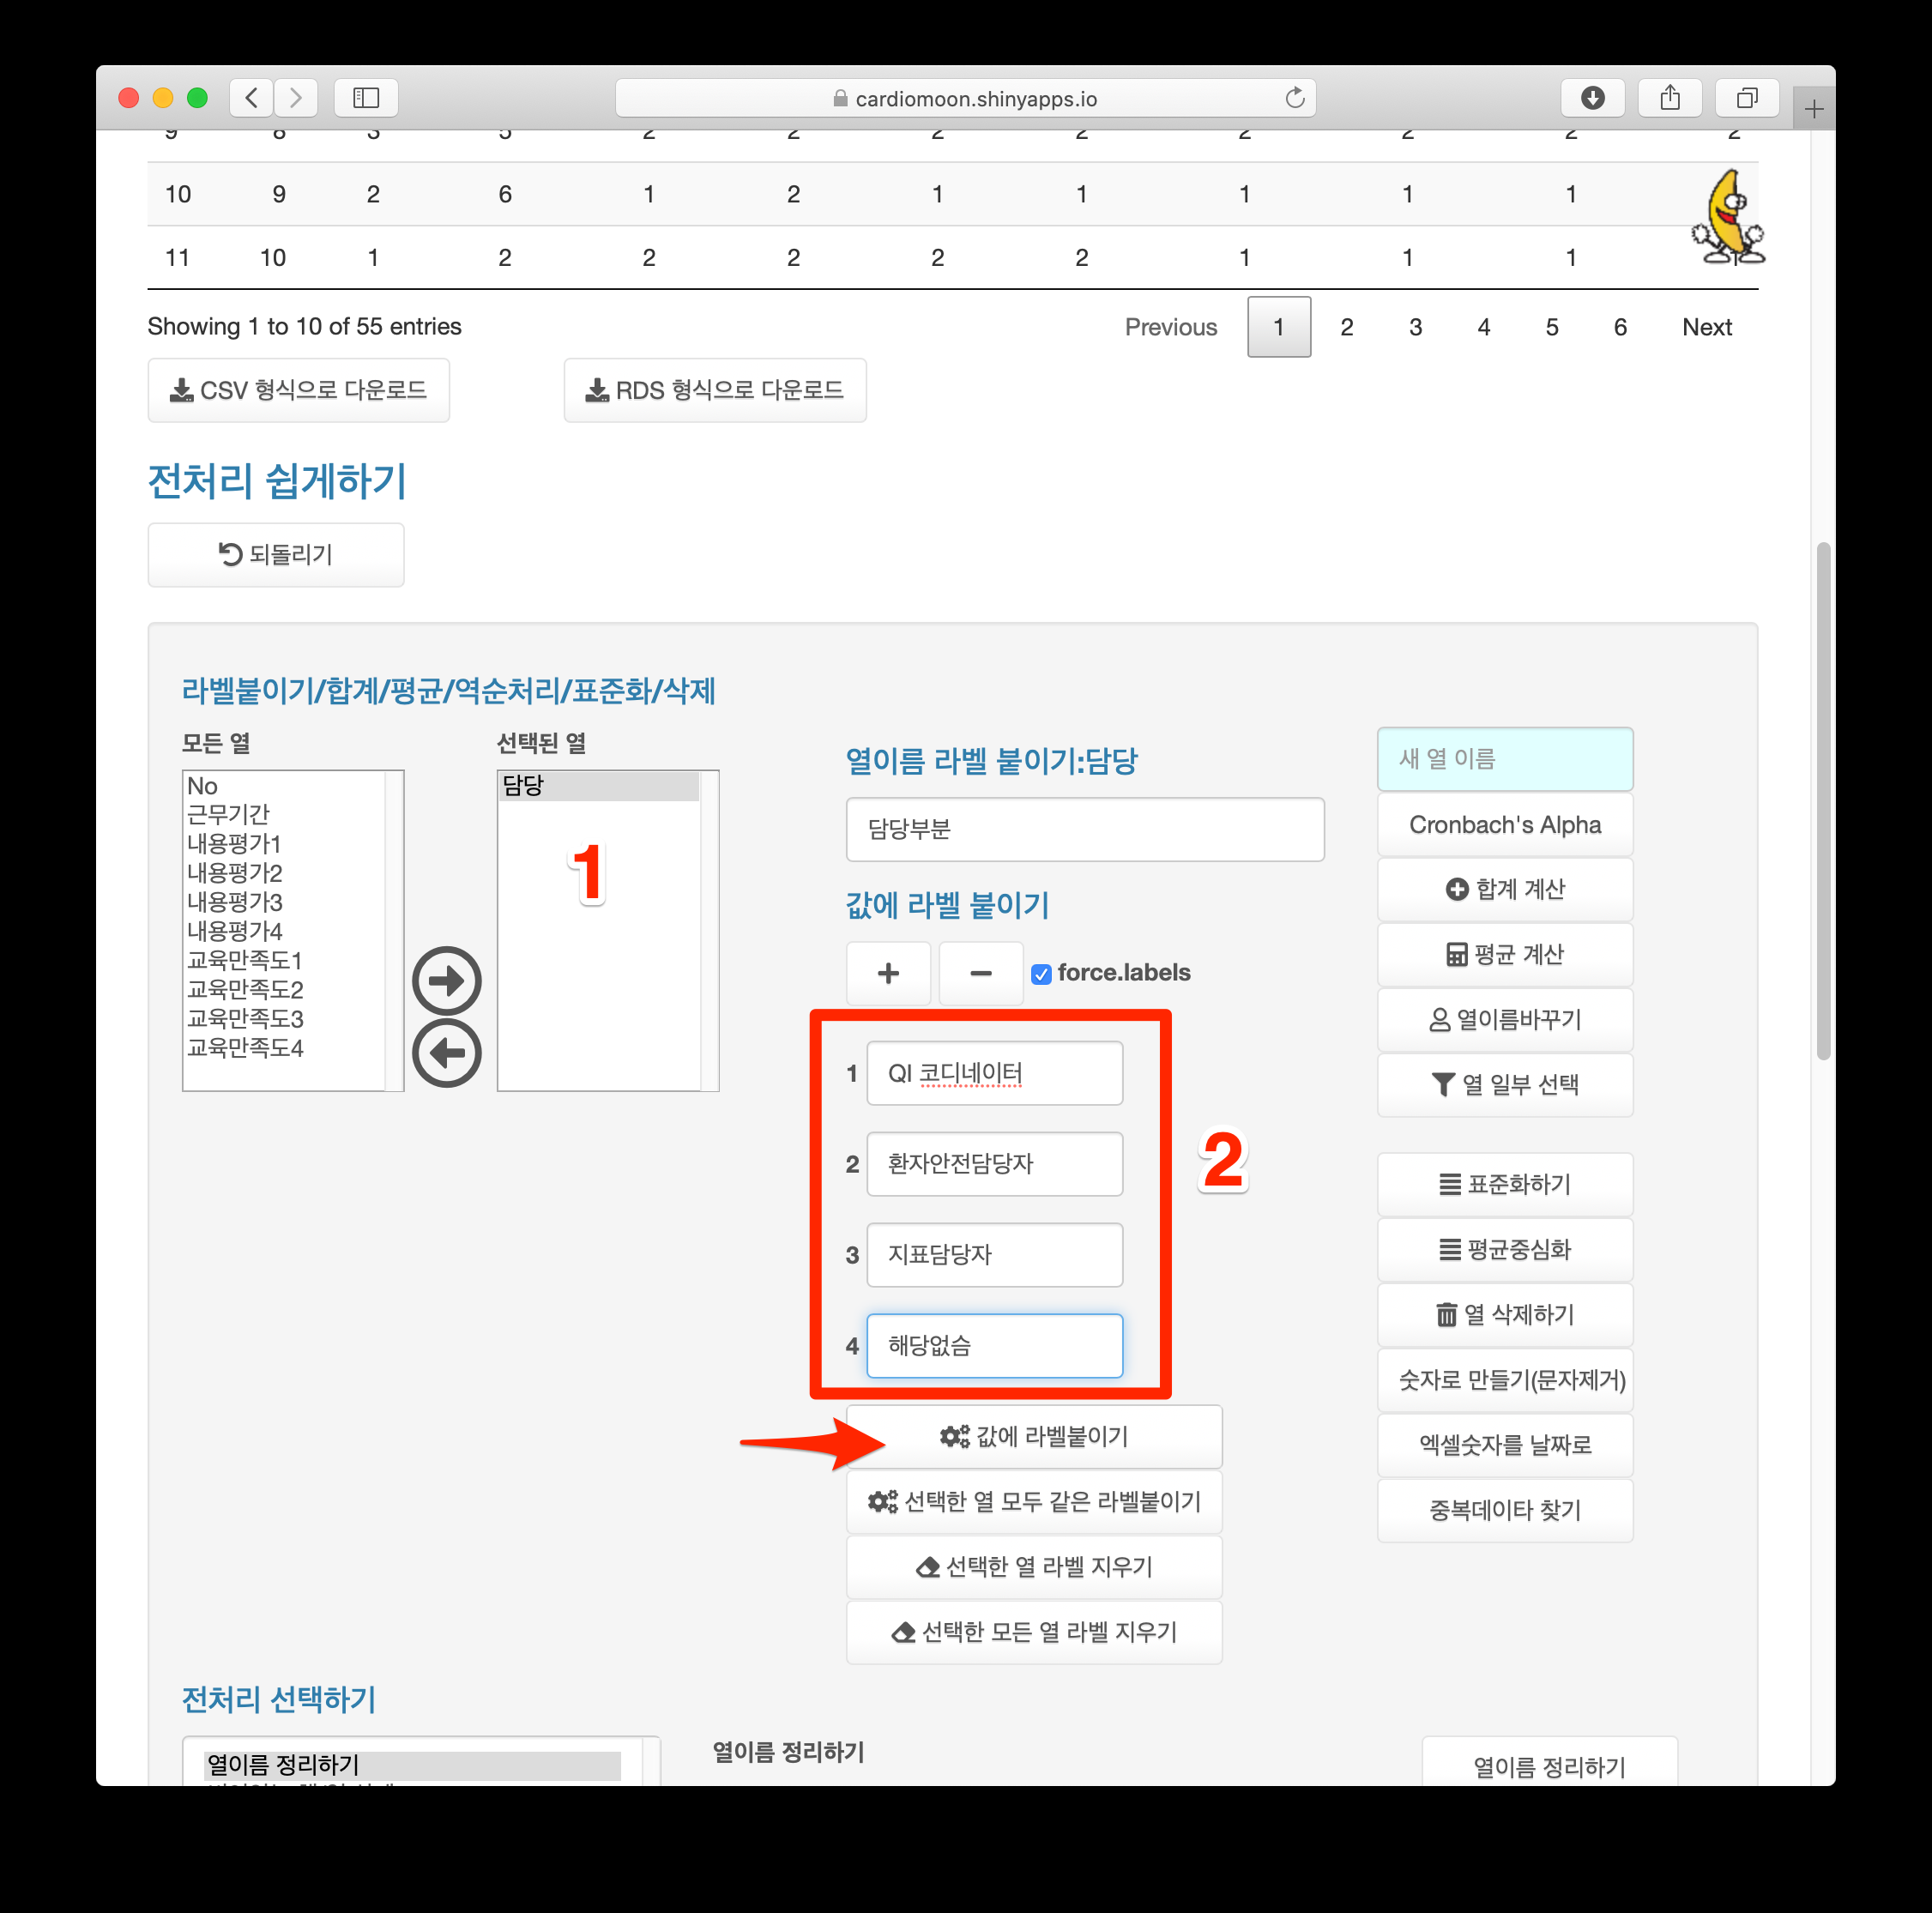 cardiomoon.shinyapps.io
9 8 3 5 2 2 2 2 2 2 2 2
10 9 2 6 1 2 1 1 1 1 1
11 10 1 2 2 2 2 2 1 1 1
Showing 1 to 10 of 55 entries
Previous 1 2 3 4 5 6 Next
CSV 형식으로 다운로드
RDS 형식으로 다운로드
전처리 쉽게하기
되돌리기
라벨붙이기/합계/평균/역순처리/표준화/삭제
모든 열
No
근무기간
내용평가1
내용평가2
내용평가3
내용평가4
교육만족도1
교육만족도2
교육만족도3
교육만족도4
선택된 열
담당
1
열이름 라벨 붙이기:담당
담당부분
값에 라벨 붙이기
+ − force.labels
1 QI 코디네이터
2 환자안전담당자
3 지표담당자
4 해당없슴
2
값에 라벨붙이기
선택한 열 모두 같은 라벨붙이기
선택한 열 라벨 지우기
선택한 모든 열 라벨 지우기
새 열 이름
Cronbach's Alpha
합계 계산
평균 계산
열이름바꾸기
열 일부 선택
표준화하기
평균중심화
열 삭제하기
숫자로 만들기(문자제거)
엑셀숫자를 날짜로
중복데이타 찾기
전처리 선택하기
열이름 정리하기
열이름 정리하기
열이름 정리하기